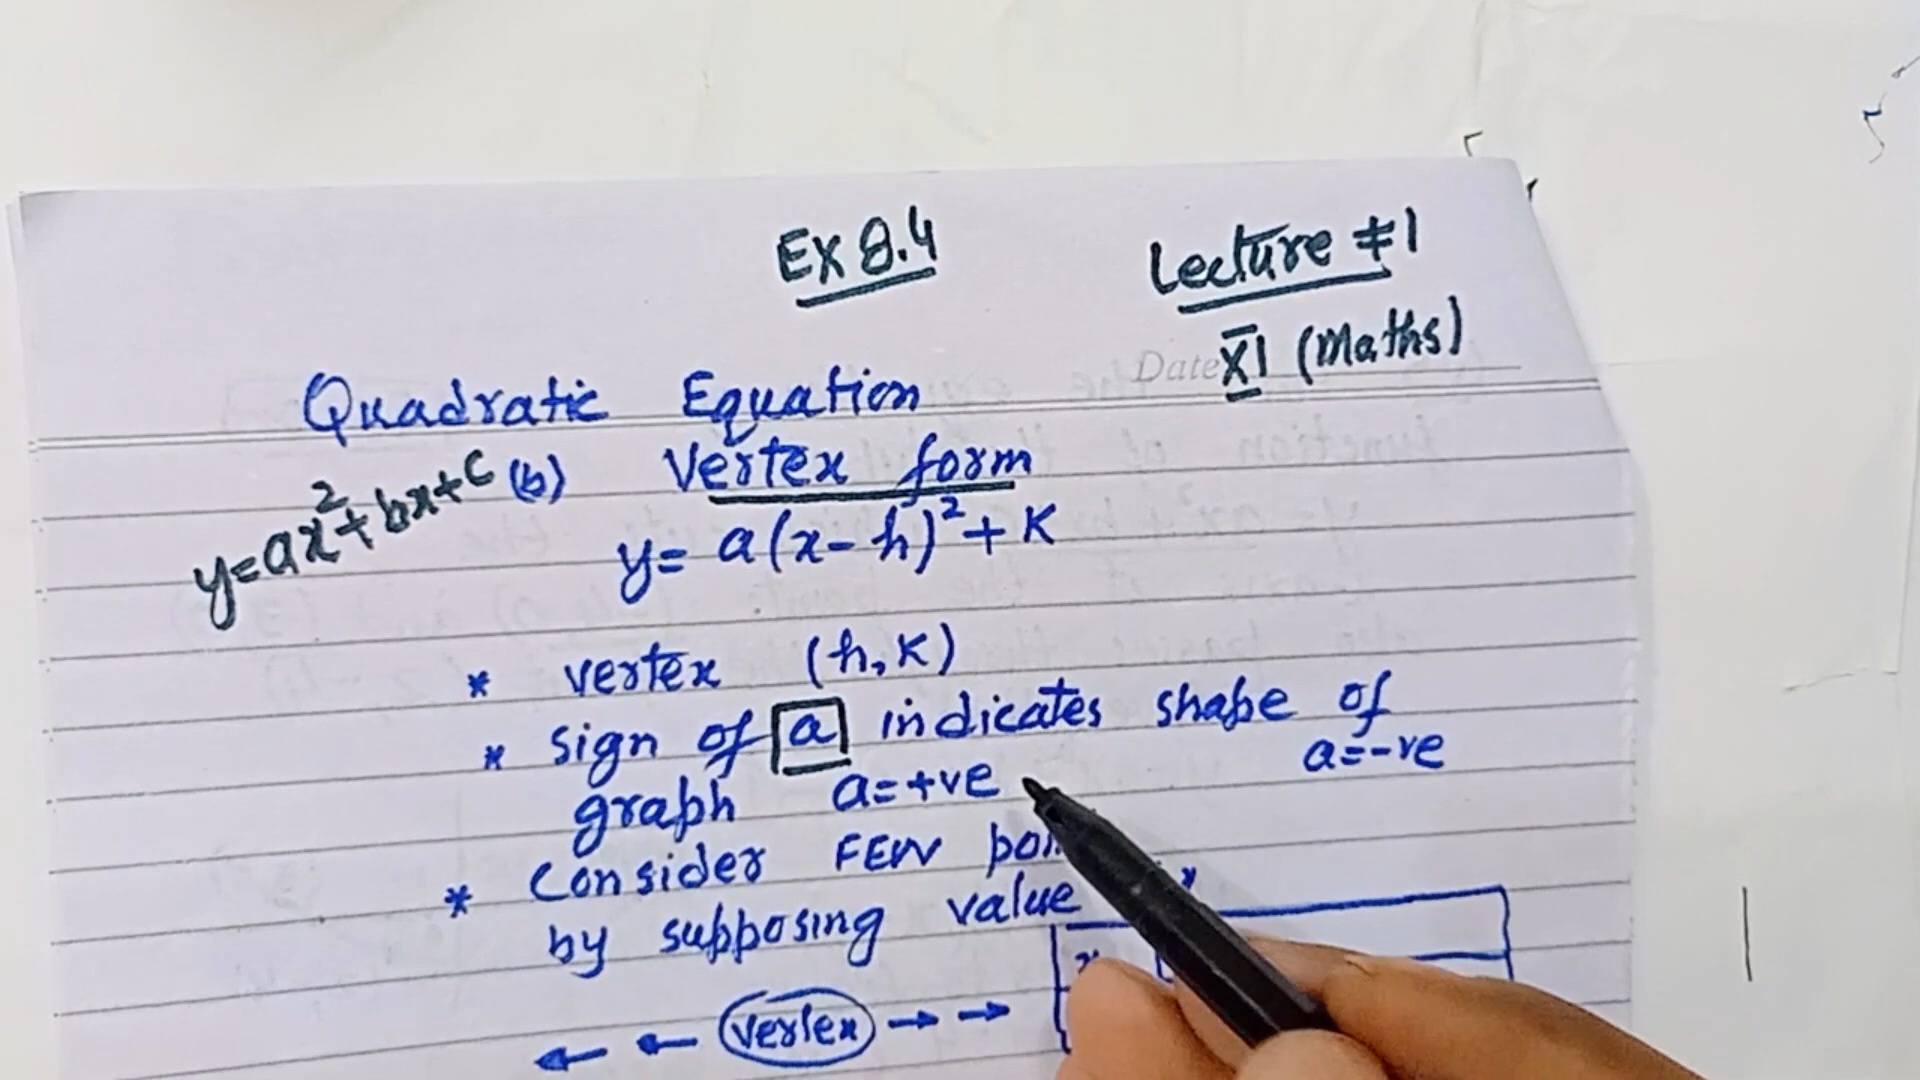 Ex 8.4
Lecture #1
XI (Maths)
Date
Quadratic Equation
y=ax²+bx+c (b) Vertex form
y= a(x-h)²+K
* vertex (h,K)
* sign of a indicates shape of
graph a=+ve a=-ve
* Consider FEW
by supposing value
x
vertex